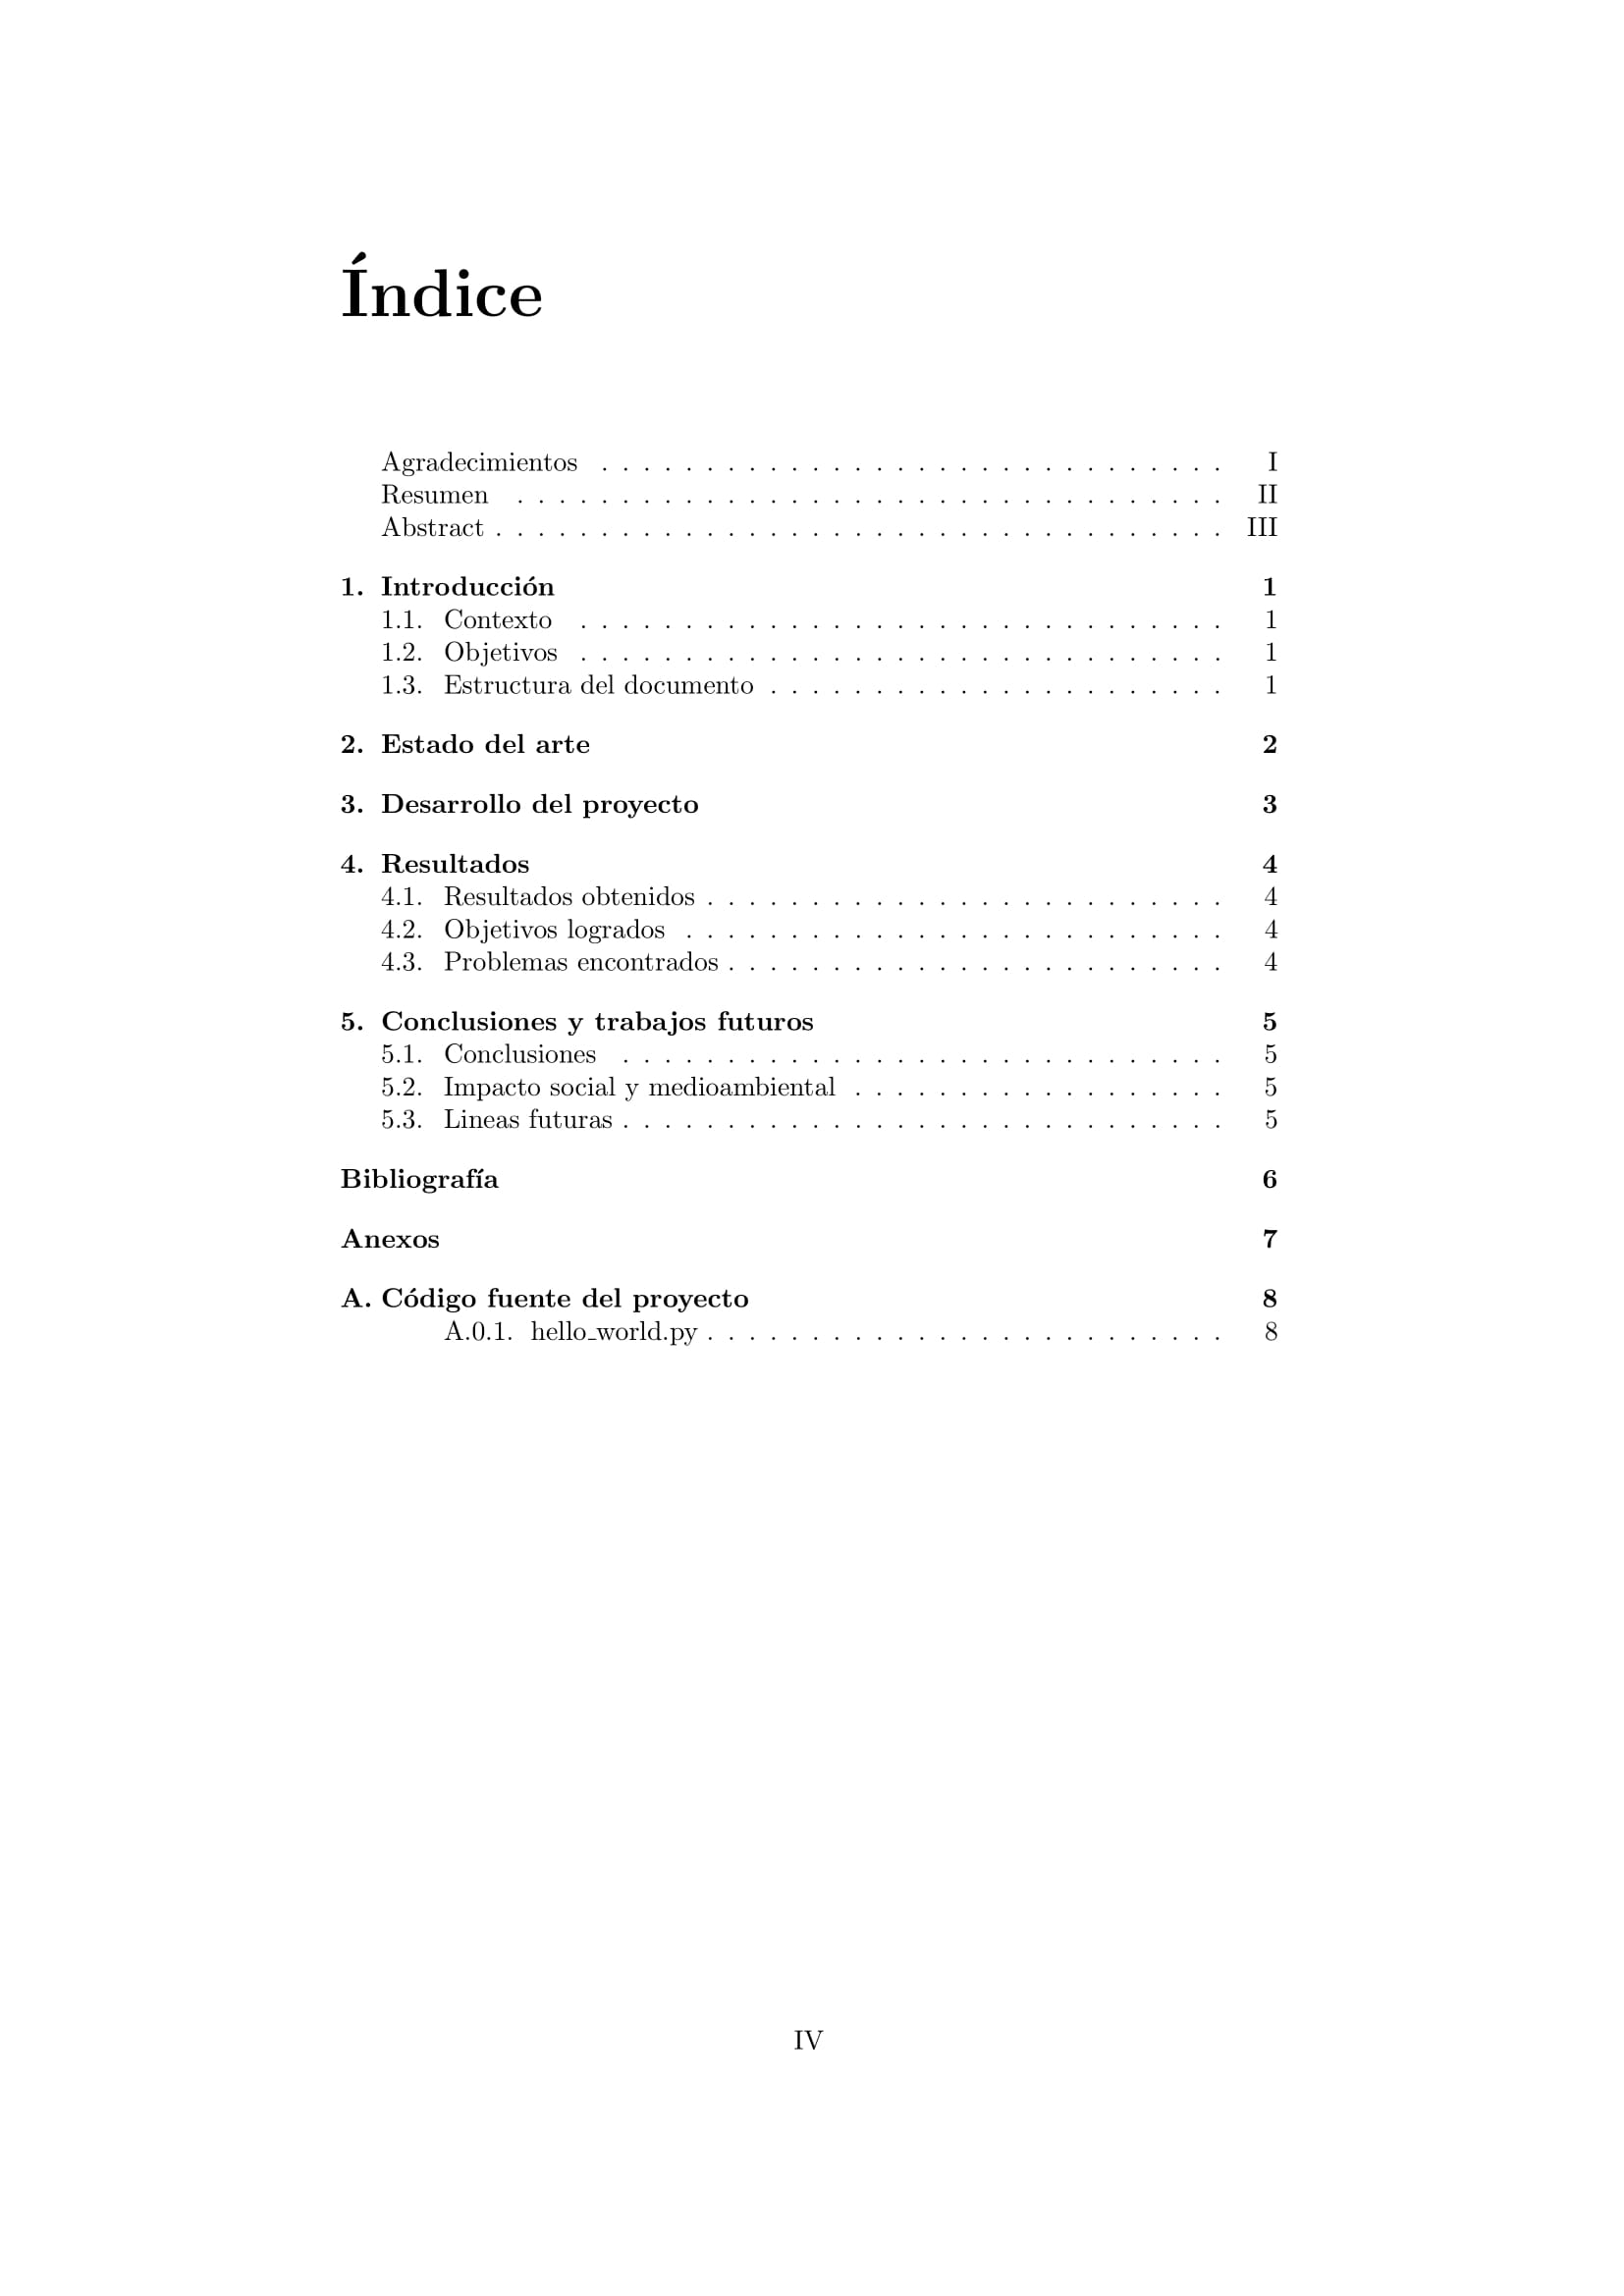 Índice
Agradecimientos . . . . . . . . . . . . . . . . . . . . . . . . . . . . . . I
Resumen . . . . . . . . . . . . . . . . . . . . . . . . . . . . . . . . . . II
Abstract . . . . . . . . . . . . . . . . . . . . . . . . . . . . . . . . . . . III
1. Introducción 1
1.1. Contexto . . . . . . . . . . . . . . . . . . . . . . . . . . . . . . . 1
1.2. Objetivos . . . . . . . . . . . . . . . . . . . . . . . . . . . . . . . 1
1.3. Estructura del documento . . . . . . . . . . . . . . . . . . . . . . 1
2. Estado del arte 2
3. Desarrollo del proyecto 3
4. Resultados 4
4.1. Resultados obtenidos . . . . . . . . . . . . . . . . . . . . . . . . . 4
4.2. Objetivos logrados . . . . . . . . . . . . . . . . . . . . . . . . . . 4
4.3. Problemas encontrados . . . . . . . . . . . . . . . . . . . . . . . . 4
5. Conclusiones y trabajos futuros 5
5.1. Conclusiones . . . . . . . . . . . . . . . . . . . . . . . . . . . . . 5
5.2. Impacto social y medioambiental . . . . . . . . . . . . . . . . . . 5
5.3. Lineas futuras . . . . . . . . . . . . . . . . . . . . . . . . . . . . . 5
Bibliografía 6
Anexos 7
A. Código fuente del proyecto 8
A.0.1. hello_world.py . . . . . . . . . . . . . . . . . . . . . . . . . 8
IV